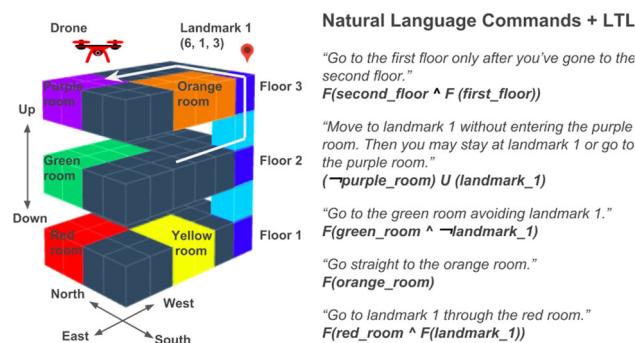 Drone
Landmark 1
(6, 1, 3)
Purple
room
Orange
room
Floor 3
Up
Green
room
Floor 2
Down
Red
room
Yellow
room
Floor 1
North
West
East
South
Natural Language Commands + LTL
“Go to the first floor only after you’ve gone to the
second floor.”
F(second_floor ^ F (first_floor))
“Move to landmark 1 without entering the purple
room. Then you may stay at landmark 1 or go to
the purple room.”
(¬purple_room) U (landmark_1)
“Go to the green room avoiding landmark 1.”
F(green_room ^ ¬landmark_1)
“Go straight to the orange room.”
F(orange_room)
“Go to landmark 1 through the red room.”
F(red_room ^ F(landmark_1))